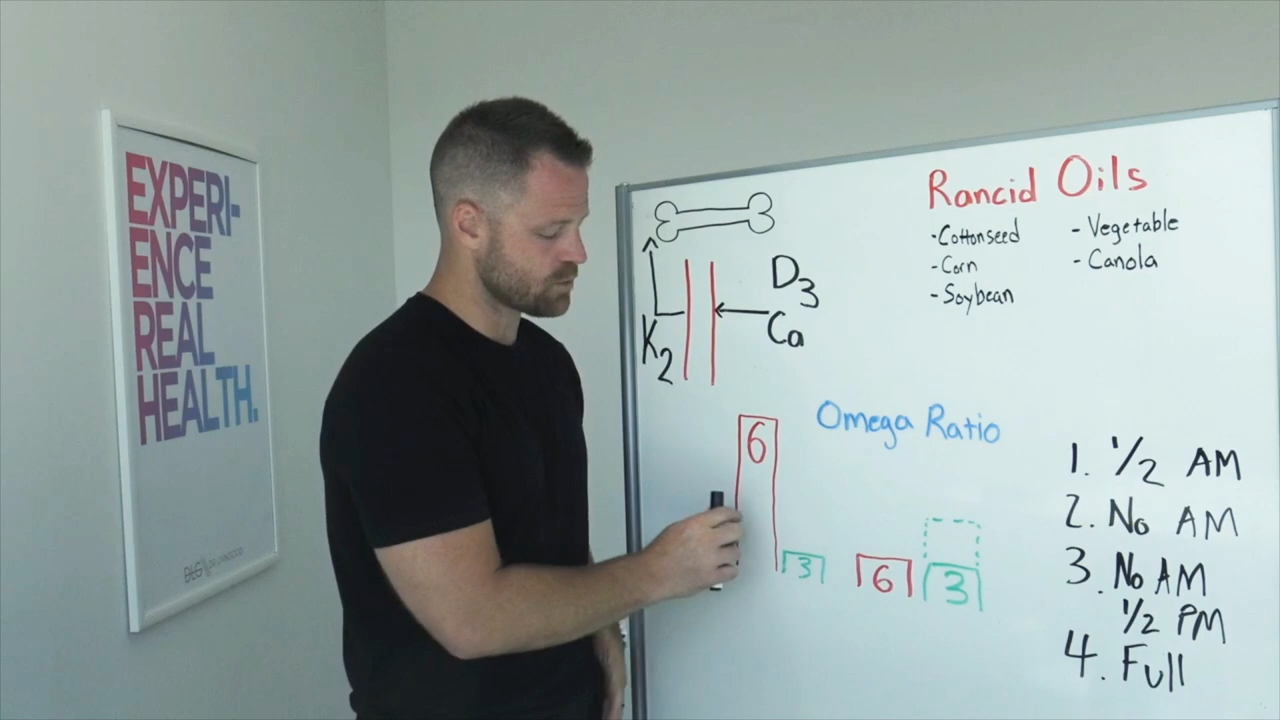 EXPERI-
ENCE
REAL
HEALTH.
Rancid Oils
-Cottonseed
-Corn
-Soybean
- Vegetable
- Canola
D3
Ca
K2
Omega Ratio
6
3
6
3
1. 1/2 AM
2. No AM
3. No AM
1/2 PM
4. Full